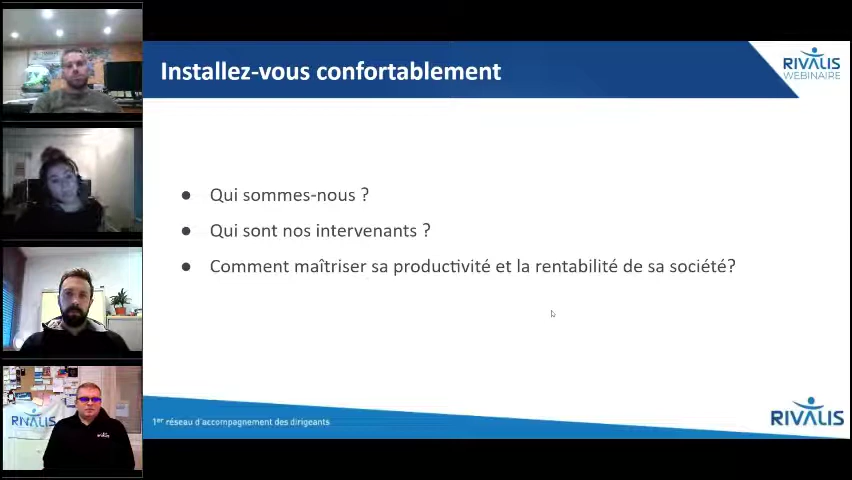 Installez-vous confortablement
RIVALIS
WEBINAIRE
● Qui sommes-nous ?
● Qui sont nos intervenants ?
● Comment maîtriser sa productivité et la rentabilité de sa société?
1er réseau d'accompagnement des dirigeants
RIVALIS
RIVALIS